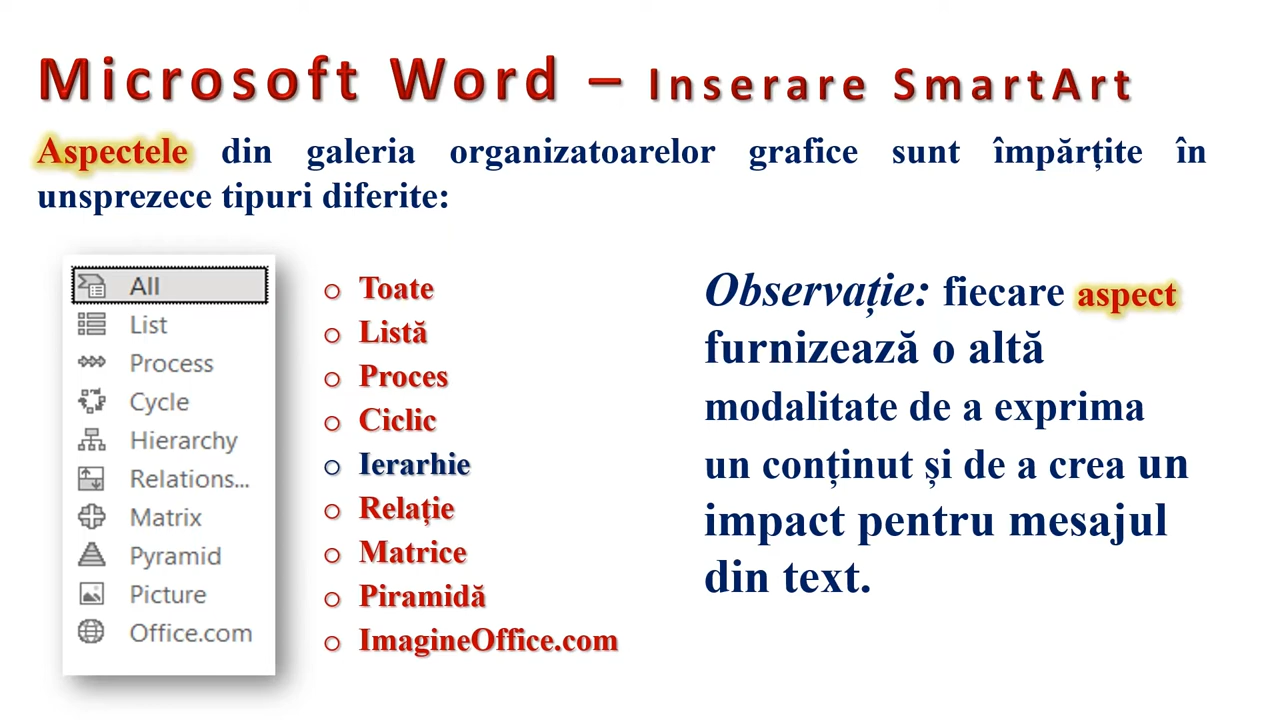 Microsoft Word – Inserare SmartArt
Aspectele din galeria organizatoarelor grafice sunt împărțite în
unsprezece tipuri diferite:
All
List
Process
Cycle
Hierarchy
Relations...
Matrix
Pyramid
Picture
Office.com
o Toate
o Listă
o Proces
o Ciclic
o Ierarhie
o Relație
o Matrice
o Piramidă
o ImagineOffice.com
Observație: fiecare aspect
furnizează o altă
modalitate de a exprima
un conținut și de a crea un
impact pentru mesajul
din text.